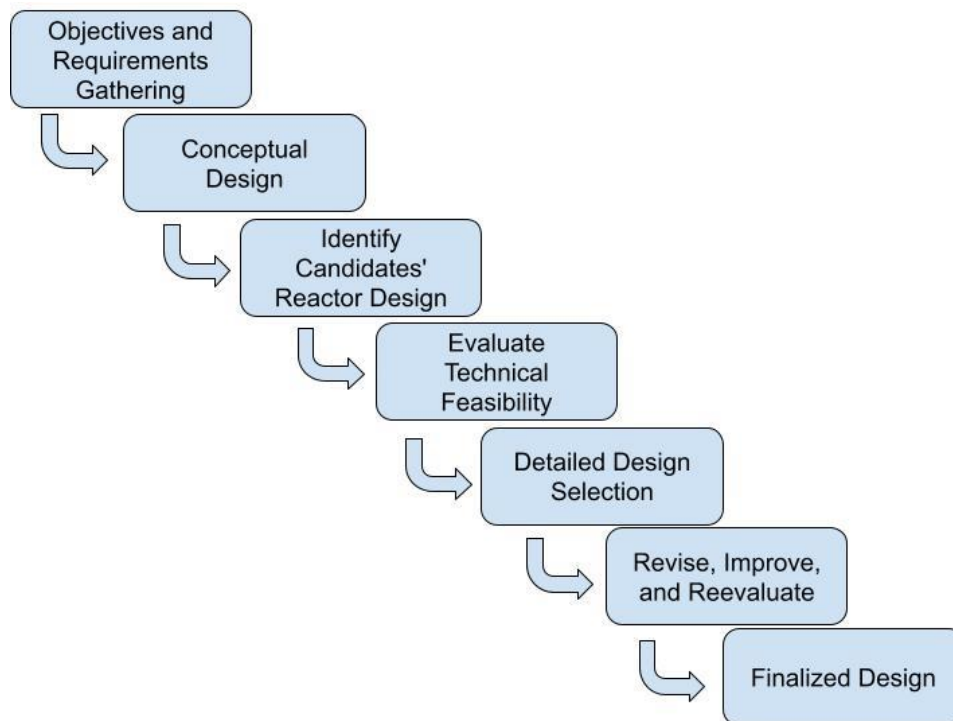 Objectives and
Requirements
Gathering
Conceptual
Design
Identify
Candidates'
Reactor Design
Evaluate
Technical
Feasibility
Detailed Design
Selection
Revise, Improve,
and Reevaluate
Finalized Design